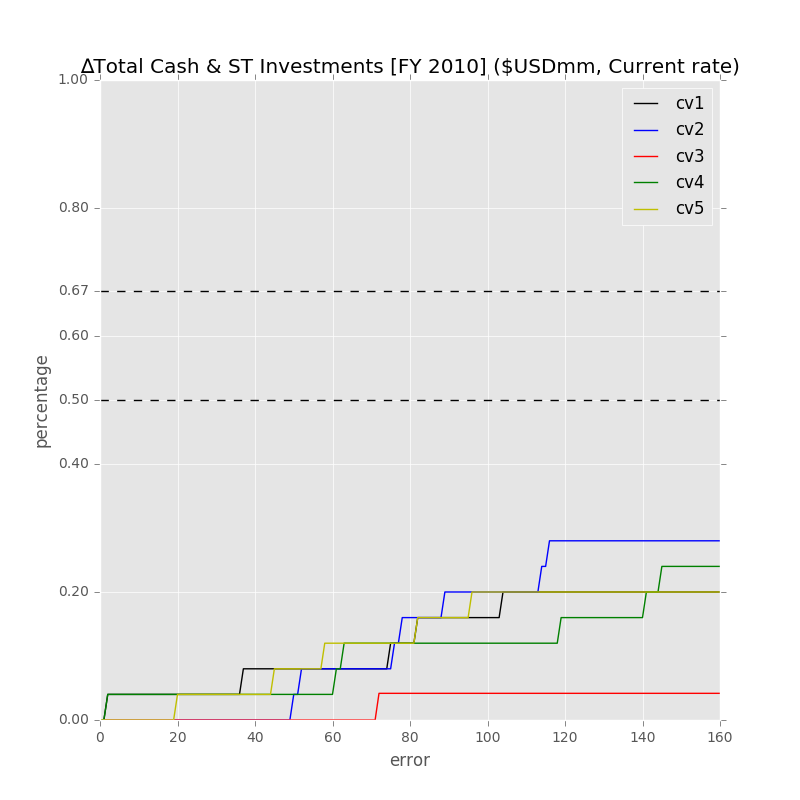 ΔTotal Cash & ST Investments [FY 2010] ($USDmm, Current rate)
1.00
0.80
0.67
0.60
0.50
0.40
0.20
0.00
percentage
cv1
cv2
cv3
cv4
cv5
0 20 40 60 80 100 120 140 160
error